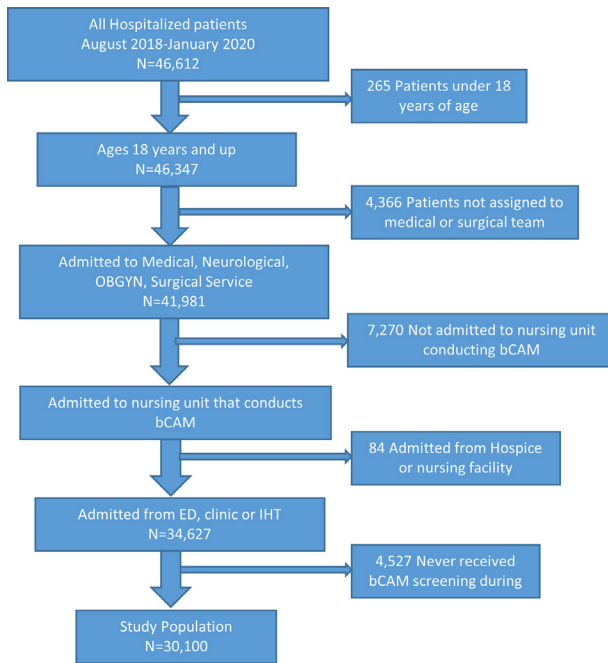 All Hospitalized patients
August 2018-January 2020
N=46,612
265 Patients under 18
years of age
Ages 18 years and up
N=46,347
4,366 Patients not assigned to
medical or surgical team
Admitted to Medical, Neurological,
OBGYN, Surgical Service
N=41,981
7,270 Not admitted to nursing unit
conducting bCAM
Admitted to nursing unit that conducts
bCAM
84 Admitted from Hospice
or nursing facility
Admitted from ED, clinic or IHT
N=34,627
4,527 Never received
bCAM screening during
Study Population
N=30,100